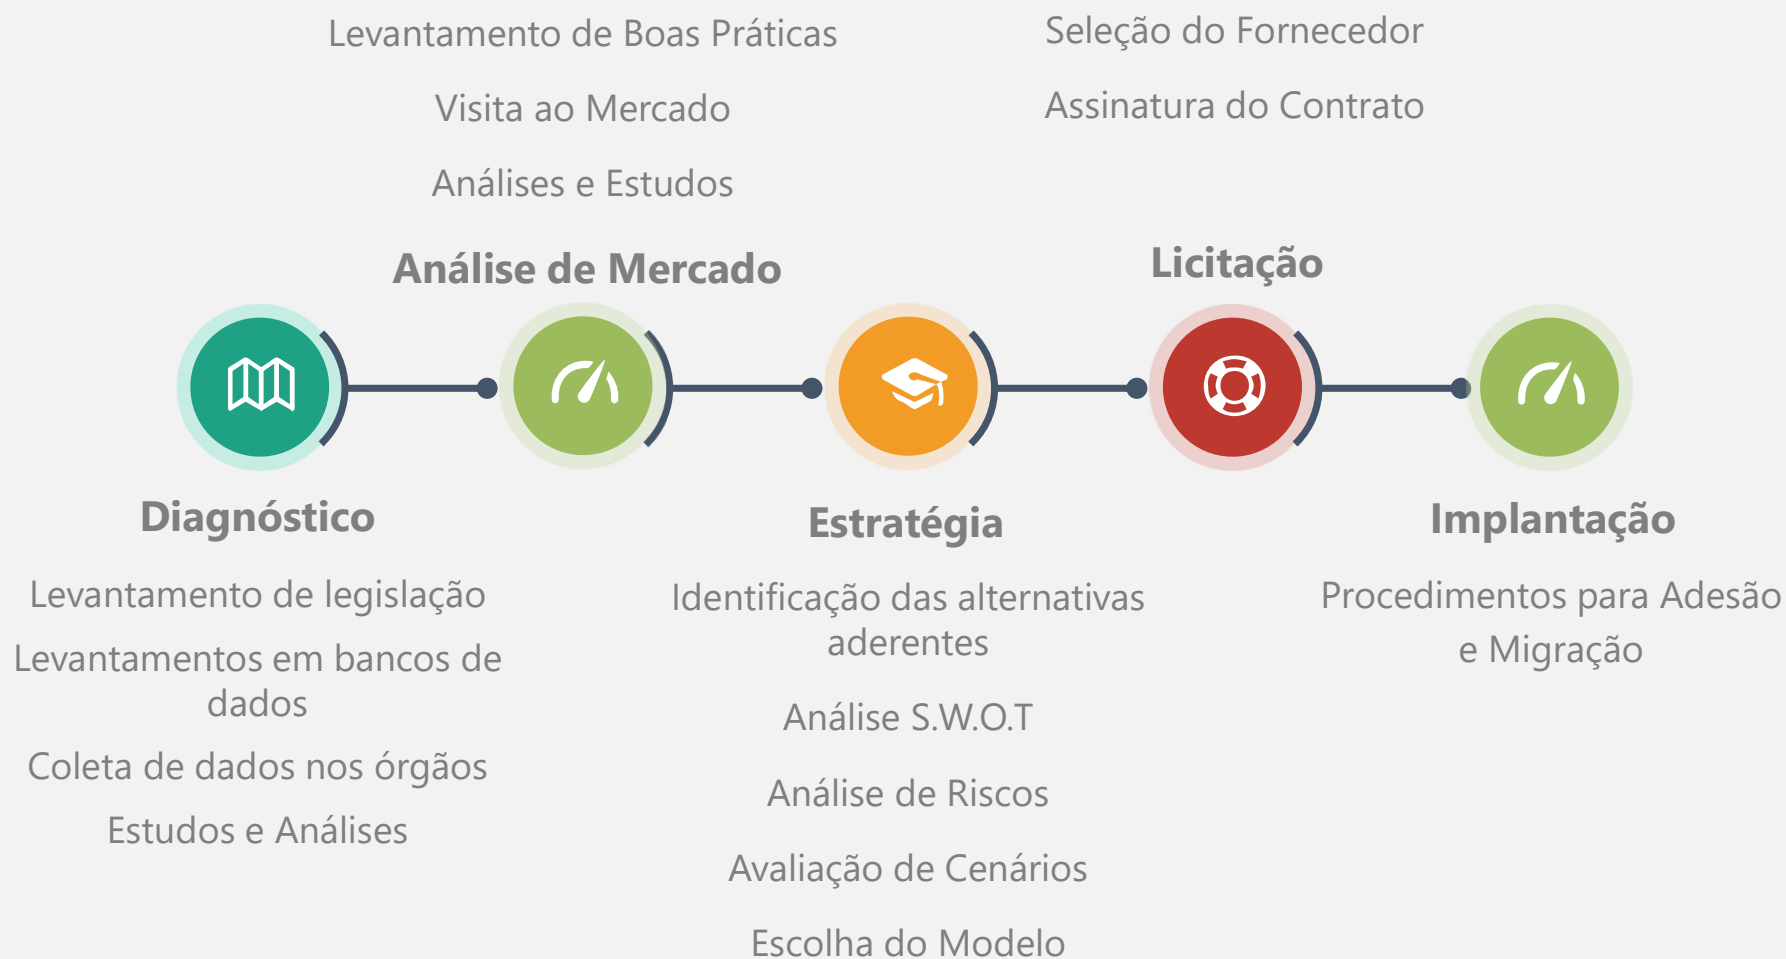 Levantamento de Boas Práticas
Visita ao Mercado
Análises e Estudos
Análise de Mercado
Seleção do Fornecedor
Assinatura do Contrato
Licitação
Diagnóstico
Levantamento de legislação
Levantamentos em bancos de
dados
Coleta de dados nos órgãos
Estudos e Análises
Estratégia
Identificação das alternativas
aderentes
Análise S.W.O.T
Análise de Riscos
Avaliação de Cenários
Escolha do Modelo
Implantação
Procedimentos para Adesão
e Migração